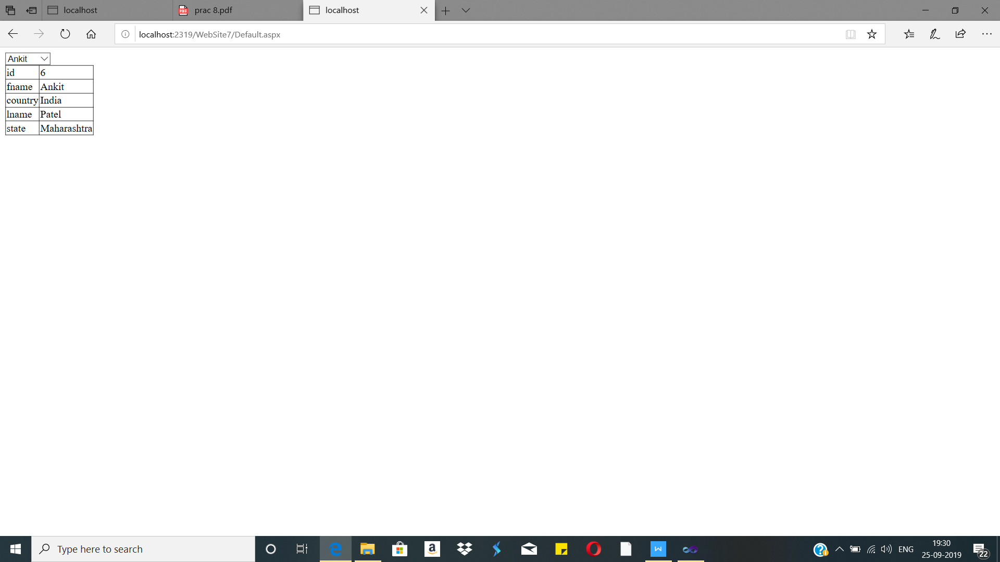 localhost
prac 8.pdf
localhost
localhost:2319/WebSite7/Default.aspx
Ankit
id 6
fname Ankit
country India
lname Patel
state Maharashtra
Type here to search
ENG
19:30
25-09-2019
22